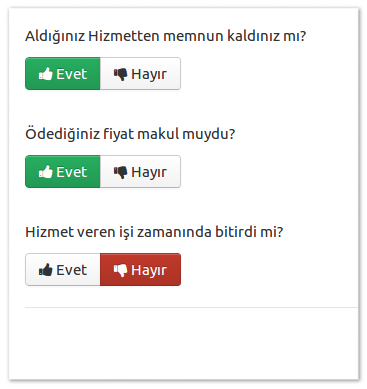 Aldığınız Hizmetten memnun kaldınız mı?
Evet Hayır
Ödediğiniz fiyat makul muydu?
Evet Hayır
Hizmet veren işi zamanında bitirdi mi?
Evet Hayır